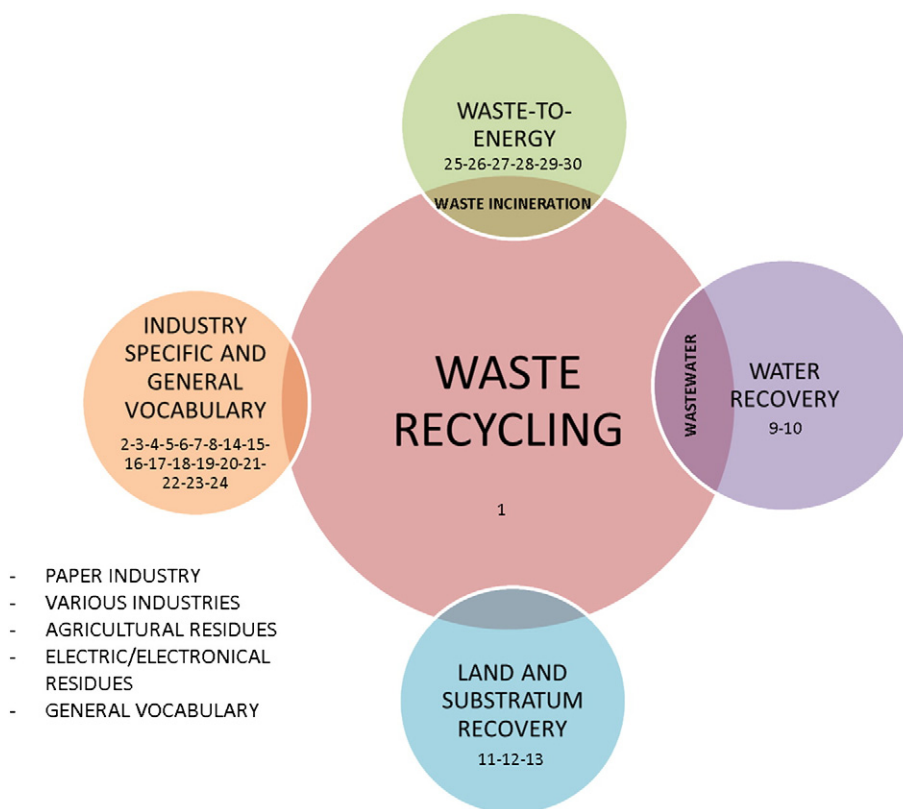 WASTE-TO-
ENERGY
25-26-27-28-29-30
WASTE INCINERATION
INDUSTRY
SPECIFIC AND
GENERAL
VOCABULARY
2-3-4-5-6-7-8-14-15-
16-17-18-19-20-21-
22-23-24
WASTE
RECYCLING
1
WASTEWATER
WATER
RECOVERY
9-10
- PAPER INDUSTRY
- VARIOUS INDUSTRIES
- AGRICULTURAL RESIDUES
- ELECTRIC/ELECTRONICAL
RESIDUES
- GENERAL VOCABULARY
LAND AND
SUBSTRATUM
RECOVERY
11-12-13